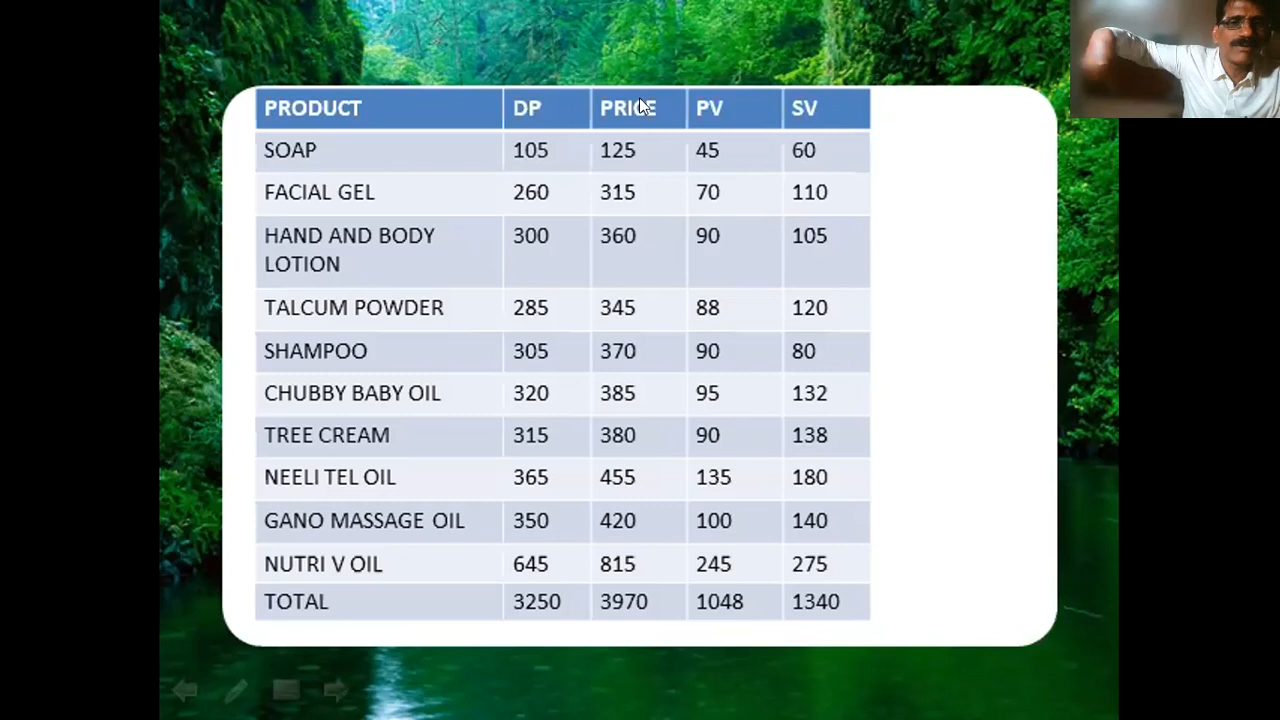 PRODUCT DP PRICE PV SV
SOAP 105 125 45 60
FACIAL GEL 260 315 70 110
HAND AND BODY 300 360 90 105
LOTION
TALCUM POWDER 285 345 88 120
SHAMPOO 305 370 90 80
CHUBBY BABY OIL 320 385 95 132
TREE CREAM 315 380 90 138
NEELI TEL OIL 365 455 135 180
GANO MASSAGE OIL 350 420 100 140
NUTRI V OIL 645 815 245 275
TOTAL 3250 3970 1048 1340